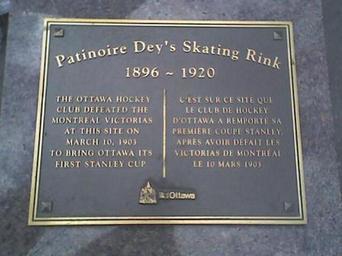 Patinoire Dey's Skating Rink
1896 ~ 1920
THE OTTAWA HOCKEY
CLUB DEFEATED THE
MONTREAL VICTORIAS
AT THIS SITE ON
MARCH 10, 1903
TO BRING OTTAWA ITS
FIRST STANLEY CUP
C'EST SUR CE SITE QUE
LE CLUB DE HOCKEY
D'OTTAWA A REMPORTÉ SA
PREMIÈRE COUPE STANLEY,
APRÈS AVOIR DÉFAIT LES
VICTORIAS DE MONTRÉAL
LE 10 MARS 1903
Ottawa